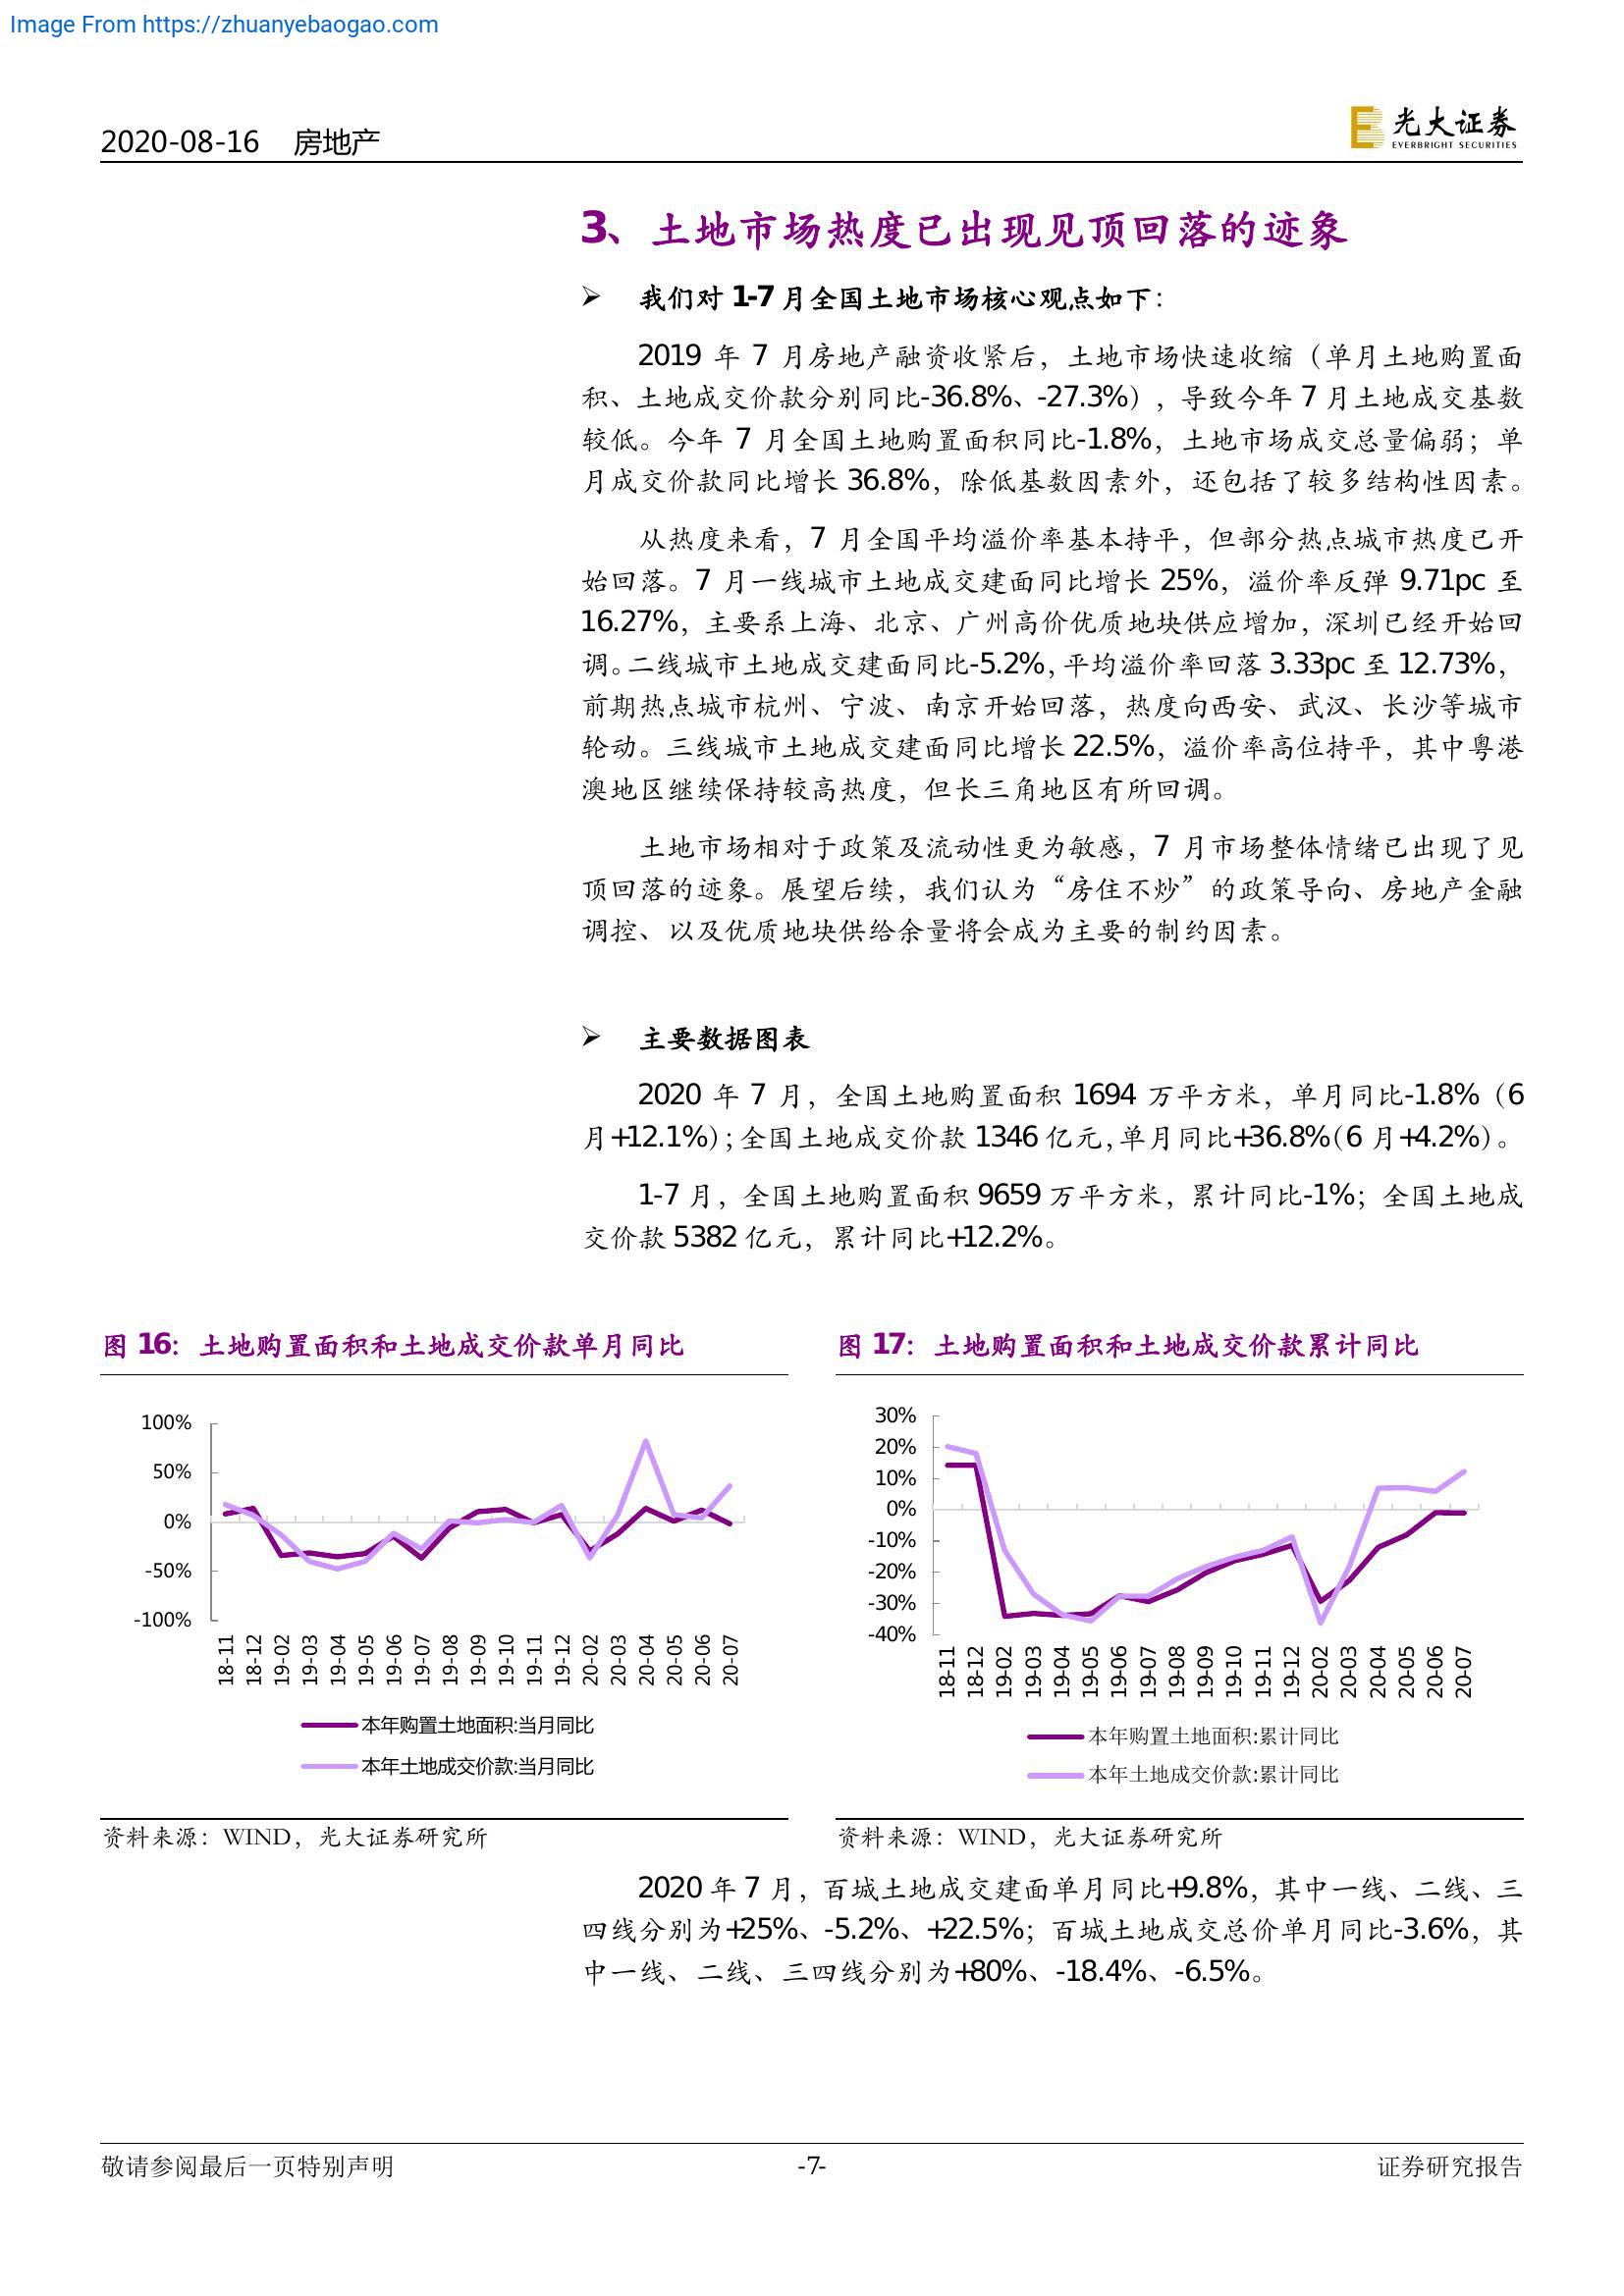 Image From https://zhuanyebaogao.com
2020-08-16 房地产
光大证券
EVERBRIGHT SECURITIES
3、土地市场热度已出现见顶回落的迹象
➢ 我们对 1-7 月全国土地市场核心观点如下：
2019 年 7 月房地产融资收紧后，土地市场快速收缩（单月土地购置面
积、土地成交价款分别同比-36.8%、-27.3%），导致今年 7 月土地成交基数
较低。今年 7 月全国土地购置面积同比-1.8%，土地市场成交总量偏弱；单
月成交价款同比增长 36.8%，除低基数因素外，还包括了较多结构性因素。
从热度来看，7 月全国平均溢价率基本持平，但部分热点城市热度已开
始回落。7 月一线城市土地成交建面同比增长 25%，溢价率反弹 9.71pc 至
16.27%，主要系上海、北京、广州高价优质地块供应增加，深圳已经开始回
调。二线城市土地成交建面同比-5.2%，平均溢价率回落 3.33pc 至 12.73%，
前期热点城市杭州、宁波、南京开始回落，热度向西安、武汉、长沙等城市
轮动。三线城市土地成交建面同比增长 22.5%，溢价率高位持平，其中粤港
澳地区继续保持较高热度，但长三角地区有所回调。
土地市场相对于政策及流动性更为敏感，7 月市场整体情绪已出现了见
顶回落的迹象。展望后续，我们认为“房住不炒”的政策导向、房地产金融
调控、以及优质地块供给余量将会成为主要的制约因素。
➢ 主要数据图表
2020 年 7 月，全国土地购置面积 1694 万平方米，单月同比-1.8%（6
月+12.1%）；全国土地成交价款 1346 亿元，单月同比+36.8%（6 月+4.2%）。
1-7 月，全国土地购置面积 9659 万平方米，累计同比-1%；全国土地成
交价款 5382 亿元，累计同比+12.2%。
图 16：土地购置面积和土地成交价款单月同比
100%
50%
0%
-50%
-100%
18-11 18-12 19-02 19-03 19-04 19-05 19-06 19-07 19-08 19-09 19-10 19-11 19-12 20-02 20-03 20-04 20-05 20-06 20-07
本年购置土地面积:当月同比
本年土地成交价款:当月同比
资料来源：WIND，光大证券研究所
图 17：土地购置面积和土地成交价款累计同比
30%
20%
10%
0%
-10%
-20%
-30%
-40%
18-11 18-12 19-02 19-03 19-04 19-05 19-06 19-07 19-08 19-09 19-10 19-11 19-12 20-02 20-03 20-04 20-05 20-06 20-07
本年购置土地面积:累计同比
本年土地成交价款:累计同比
资料来源：WIND，光大证券研究所
2020 年 7 月，百城土地成交建面单月同比+9.8%，其中一线、二线、三
四线分别为+25%、-5.2%、+22.5%；百城土地成交总价单月同比-3.6%，其
中一线、二线、三四线分别为+80%、-18.4%、-6.5%。
敬请参阅最后一页特别声明
-7-
证券研究报告